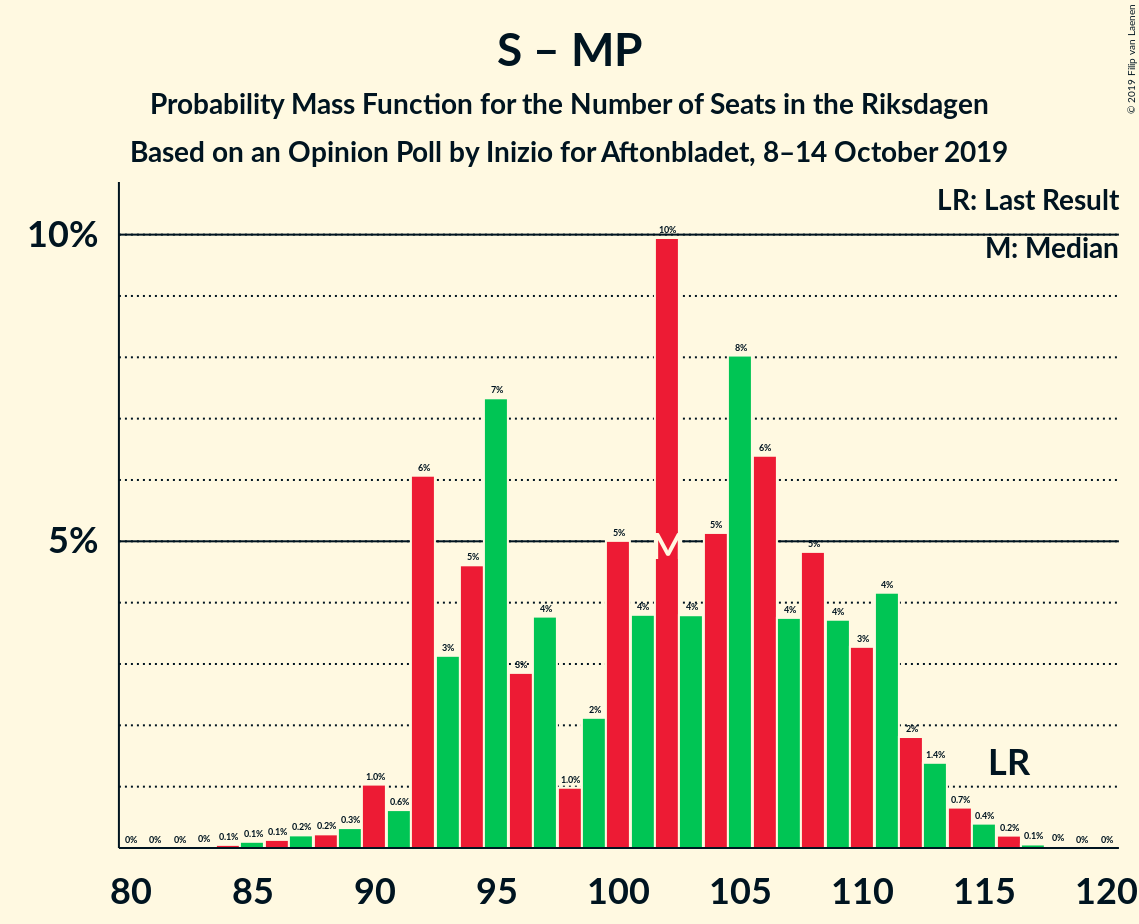 S – MP
Probability Mass Function for the Number of Seats in the Riksdagen
Based on an Opinion Poll by Inizio for Aftonbladet, 8–14 October 2019
© 2019 Filip van Laenen
LR: Last Result
M: Median
10%
5%
0% 0% 0% 0% 0.1% 0.1% 0.1% 0.2% 0.2% 0.3% 1.0% 0.6% 6% 3% 5% 7% 3% 4% 1.0% 2% 5% 4% 10% 4% 5% 8% 6% 4% 5% 4% 3% 4% 2% 1.4% 0.7% 0.4% 0.2% 0.1% 0% 0% 0%
M
LR
80 85 90 95 100 105 110 115 120